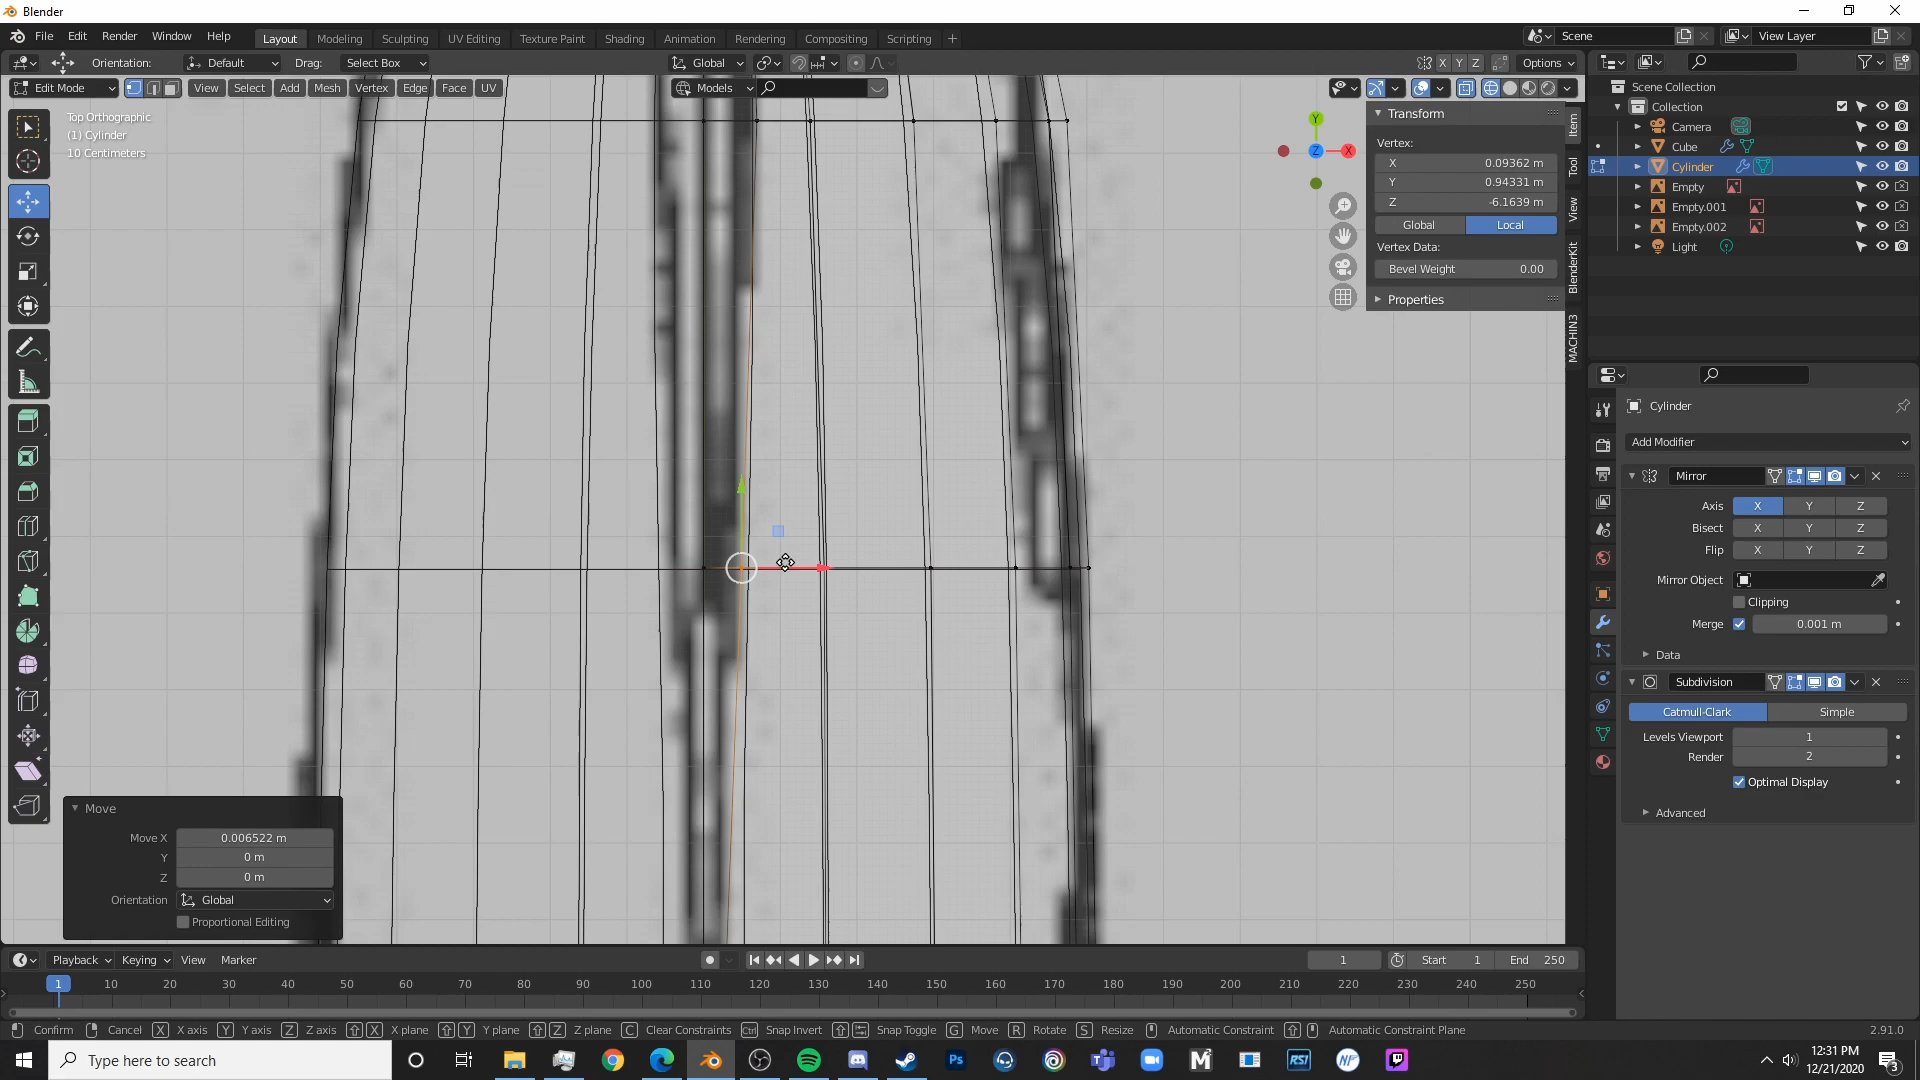 Blender
File Edit Render Window Help
Layout Modeling Sculpting UV Editing Texture Paint Shading Animation Rendering Compositing Scripting +
Scene
View Layer
Orientation: Default Drag: Select Box
Global
X Y Z Options
Edit Mode View Select Add Mesh Vertex Edge Face UV
Models
Top Orthographic
(1) Cylinder
10 Centimeters
Y
Z X
Transform
Vertex:
X 0.09362 m
Y 0.94331 m
Z -6.1639 m
Global Local
Vertex Data:
Bevel Weight 0.00
Properties
Item
Tool
View
BlenderKit
MACHIN3
Scene Collection
Collection
Camera
Cube
Cylinder
Empty
Empty.001
Empty.002
Light
Cylinder
Add Modifier
Mirror
Axis X Y Z
Bisect X Y Z
Flip X Y Z
Mirror Object
Clipping
Merge 0.001 m
Data
Subdivision
Catmull-Clark Simple
Levels Viewport 1
Render 2
Optimal Display
Advanced
Move
Move X 0.006522 m
Y 0 m
Z 0 m
Orientation Global
Proportional Editing
Playback Keying View Marker
1 Start 1 End 250
1 10 20 30 40 50 60 70 80 90 100 110 120 130 140 150 160 170 180 190 200 210 220 230 240 250
Confirm Cancel X X axis Y Y axis Z Z axis X X plane Y Y plane Z Z plane C Clear Constraints Ctrl Snap Invert Snap Toggle G Move R Rotate S Resize Automatic Constraint Automatic Constraint Plane 2.91.0
Type here to search
Ps
M
RSI
NP
12:31 PM
12/21/2020
3